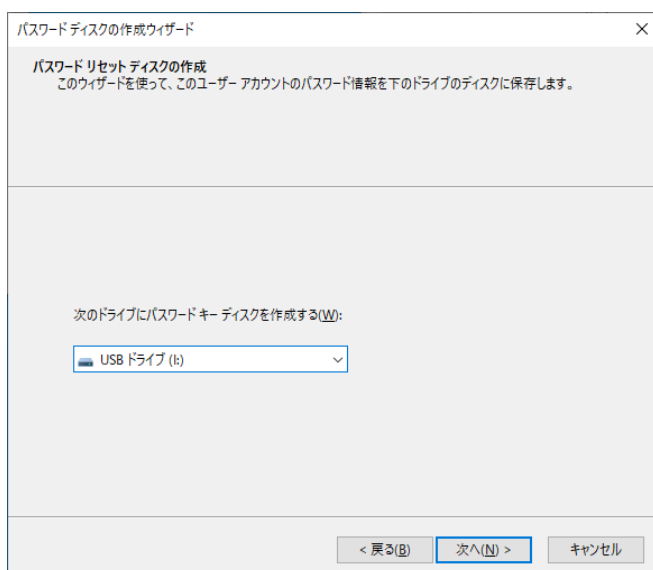 パスワード ディスクの作成ウィザード
パスワード リセット ディスクの作成
このウィザードを使って、このユーザー アカウントのパスワード情報を下のドライブのディスクに保存します。
次のドライブにパスワード キー ディスクを作成する(W):
USB ドライブ (I:)
< 戻る(B)
次へ(N) >
キャンセル